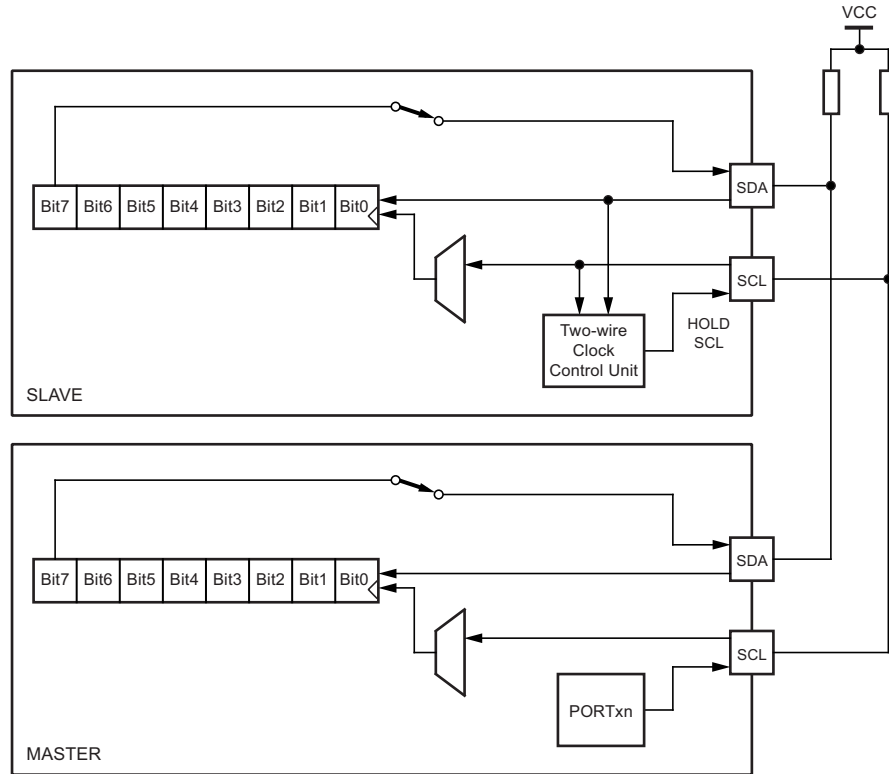 VCC
Bit7 Bit6 Bit5 Bit4 Bit3 Bit2 Bit1 Bit0
SDA
SCL
Two-wire
Clock
Control Unit
HOLD
SCL
SLAVE
Bit7 Bit6 Bit5 Bit4 Bit3 Bit2 Bit1 Bit0
SDA
SCL
PORTxn
MASTER